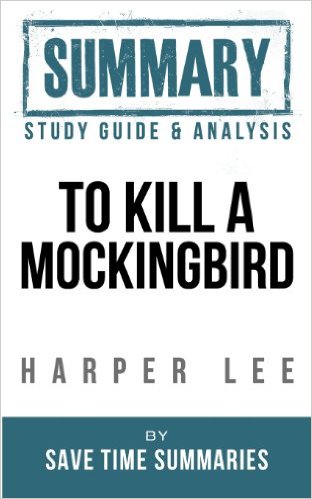 SUMMARY
STUDY GUIDE & ANALYSIS
TO KILL A
MOCKINGBIRD
HARPER LEE
BY
SAVE TIME SUMMARIES